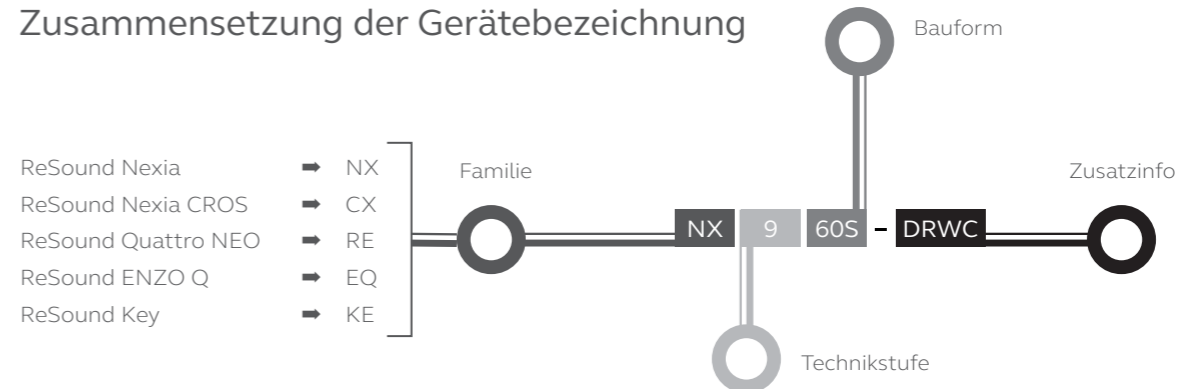 Zusammensetzung der Gerätebezeichnung
Bauform
ReSound Nexia ➡ NX
Familie
Zusatzinfo
ReSound Nexia CROS ➡ CX
ReSound Quattro NEO ➡ RE
NX 9 60S - DRWC
ReSound ENZO Q ➡ EQ
ReSound Key ➡ KE
Technikstufe